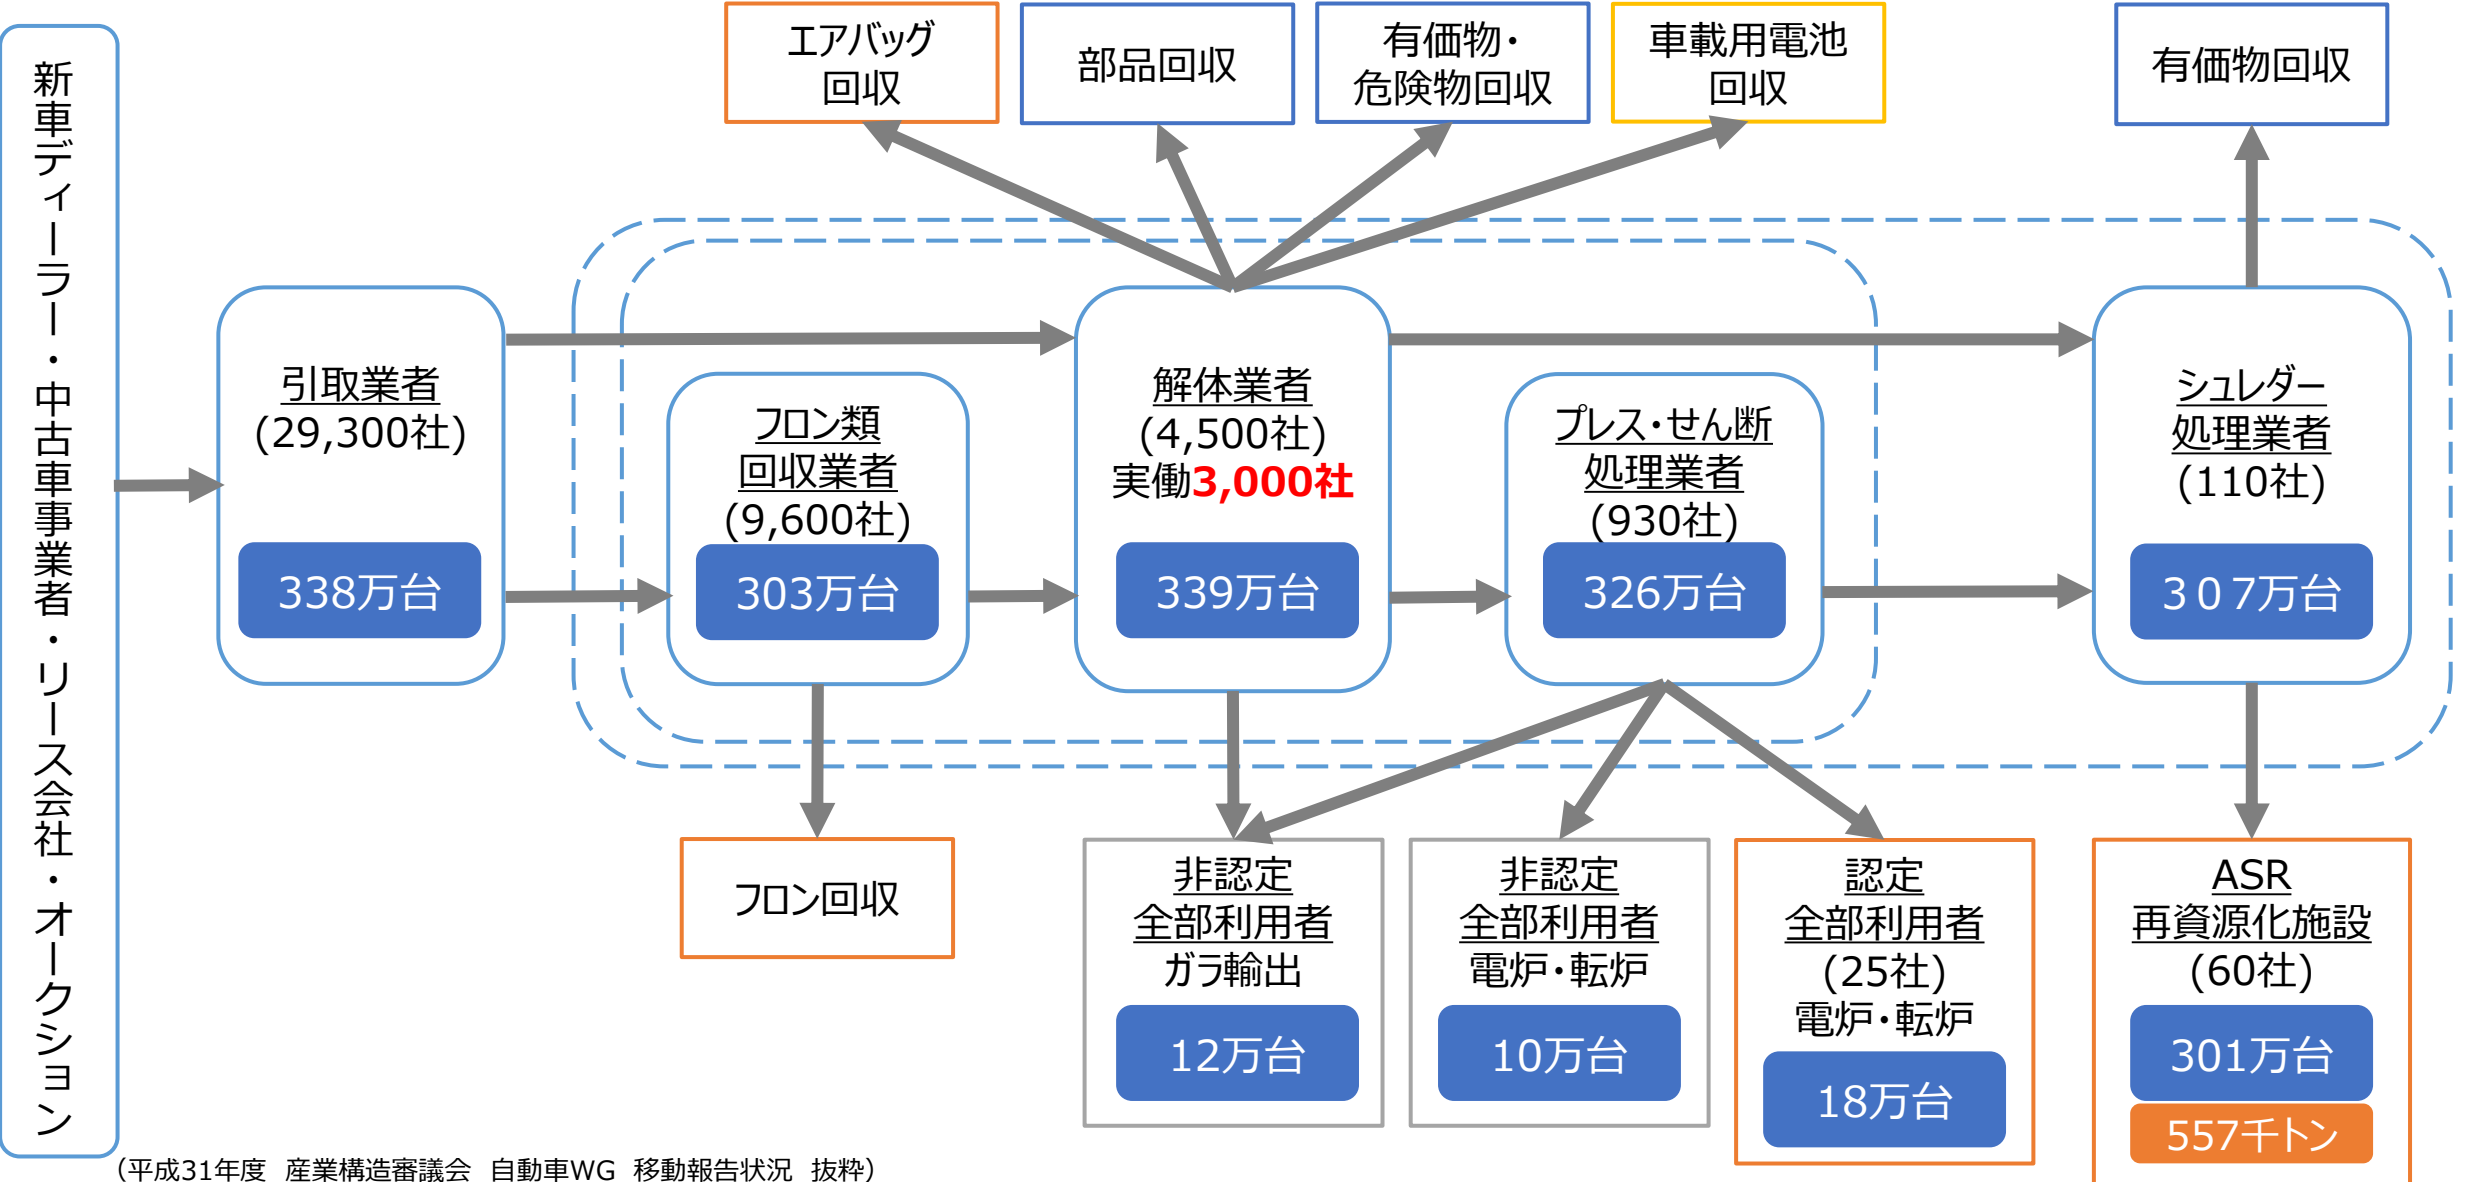 新車ディーラー・中古車事業者・リース会社・オークション
エアバッグ
回収
部品回収
有価物・
危険物回収
車載用電池
回収
有価物回収
引取業者
(29,300社)
338万台
フロン類
回収業者
(9,600社)
303万台
解体業者
(4,500社)
実働3,000社
339万台
プレス・せん断
処理業者
(930社)
326万台
シュレダー
処理業者
(110社)
３０７万台
フロン回収
非認定
全部利用者
ガラ輸出
12万台
非認定
全部利用者
電炉・転炉
10万台
認定
全部利用者
(25社)
電炉・転炉
18万台
ASR
再資源化施設
(60社)
301万台
557千トン
（平成31年度　産業構造審議会　自動車WG　移動報告状況　抜粋）